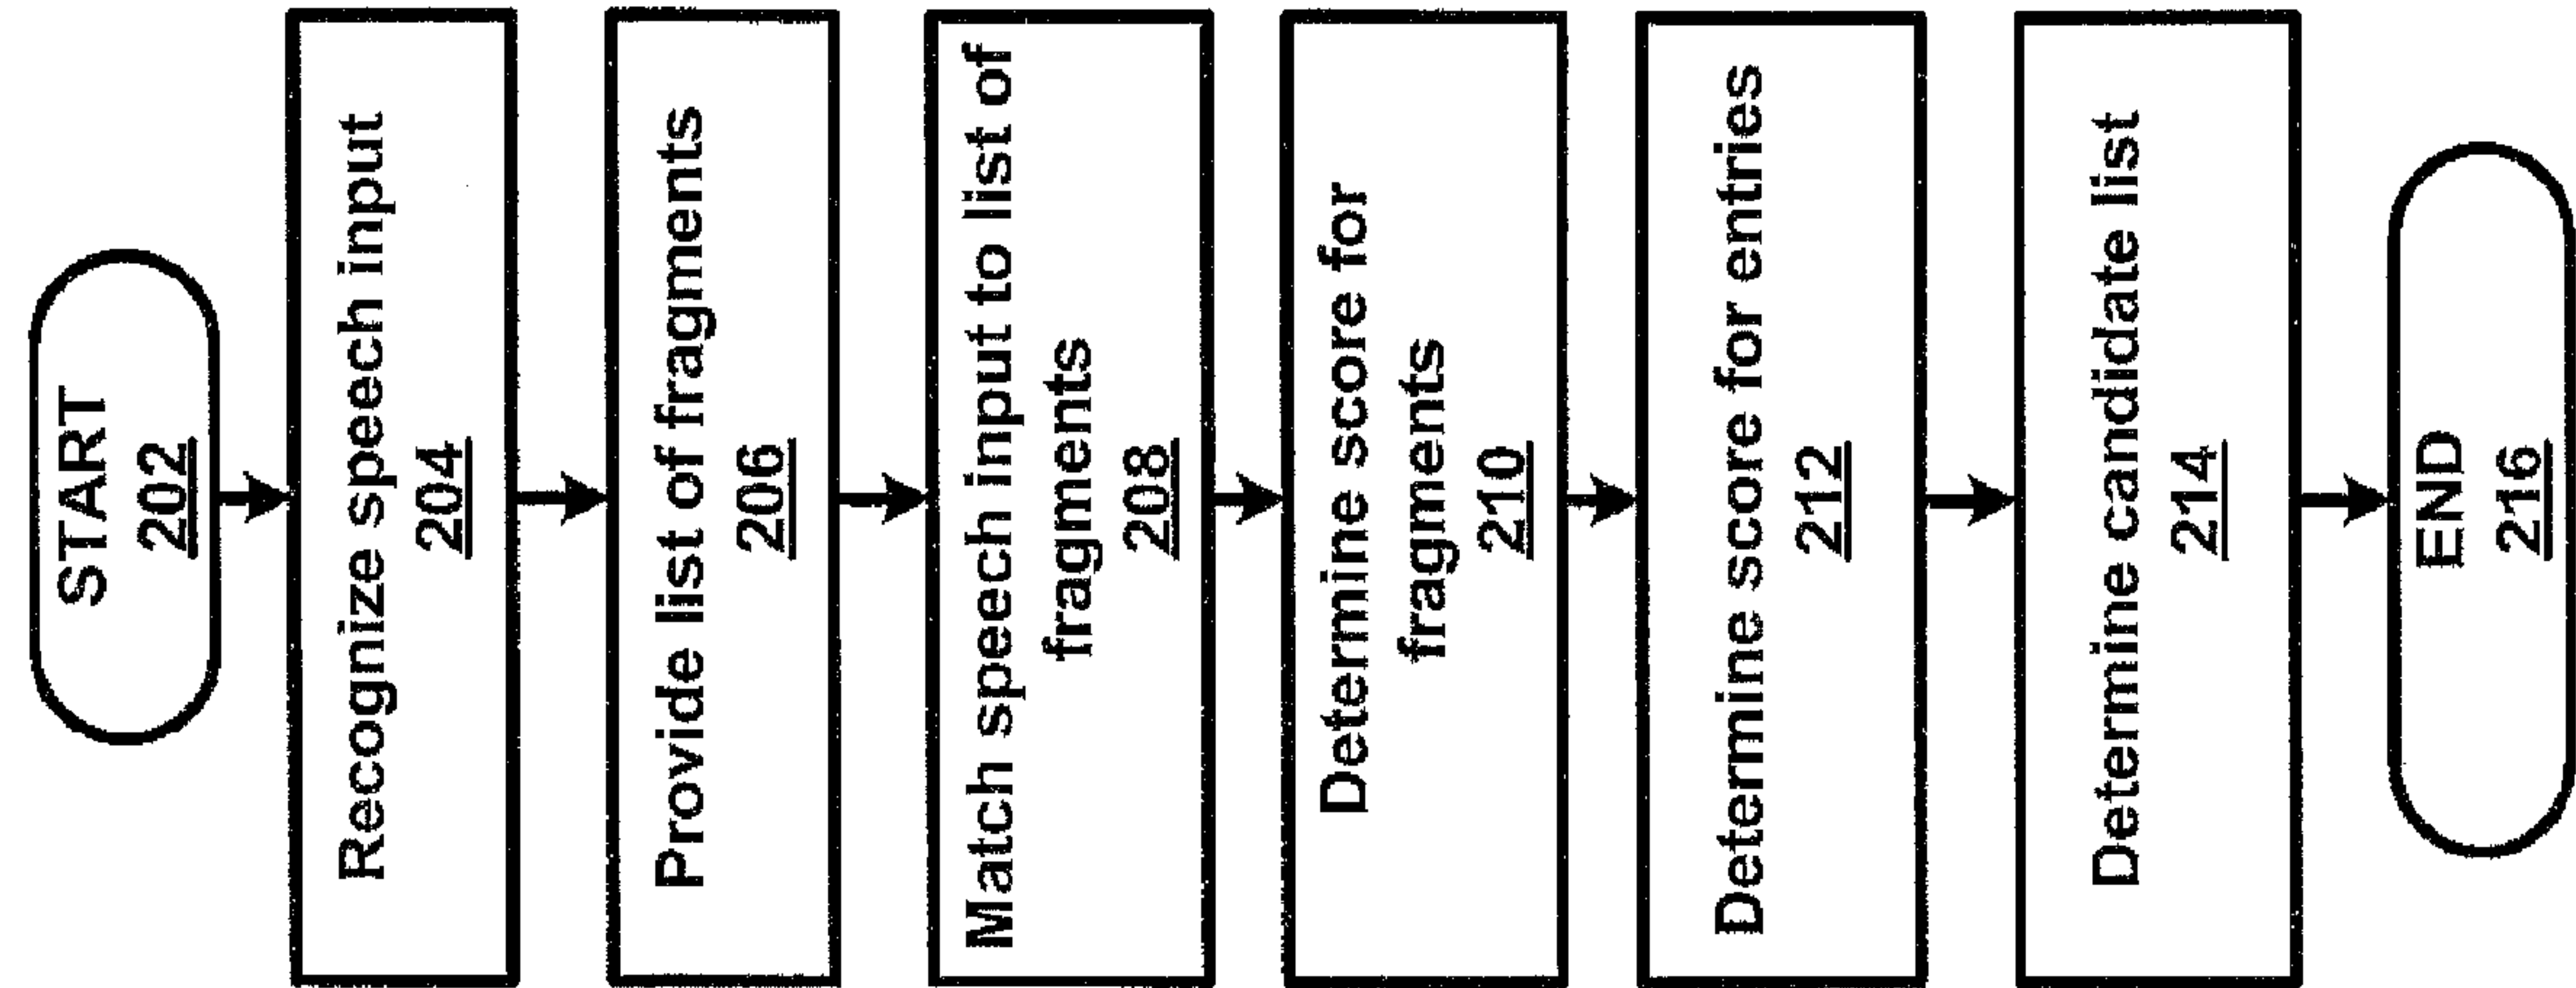 START
202
Recognize speech input
204
Provide list of fragments
206
Match speech input to list of
fragments
208
Determine score for
fragments
210
Determine score for entries
212
Determine candidate list
214
END
216